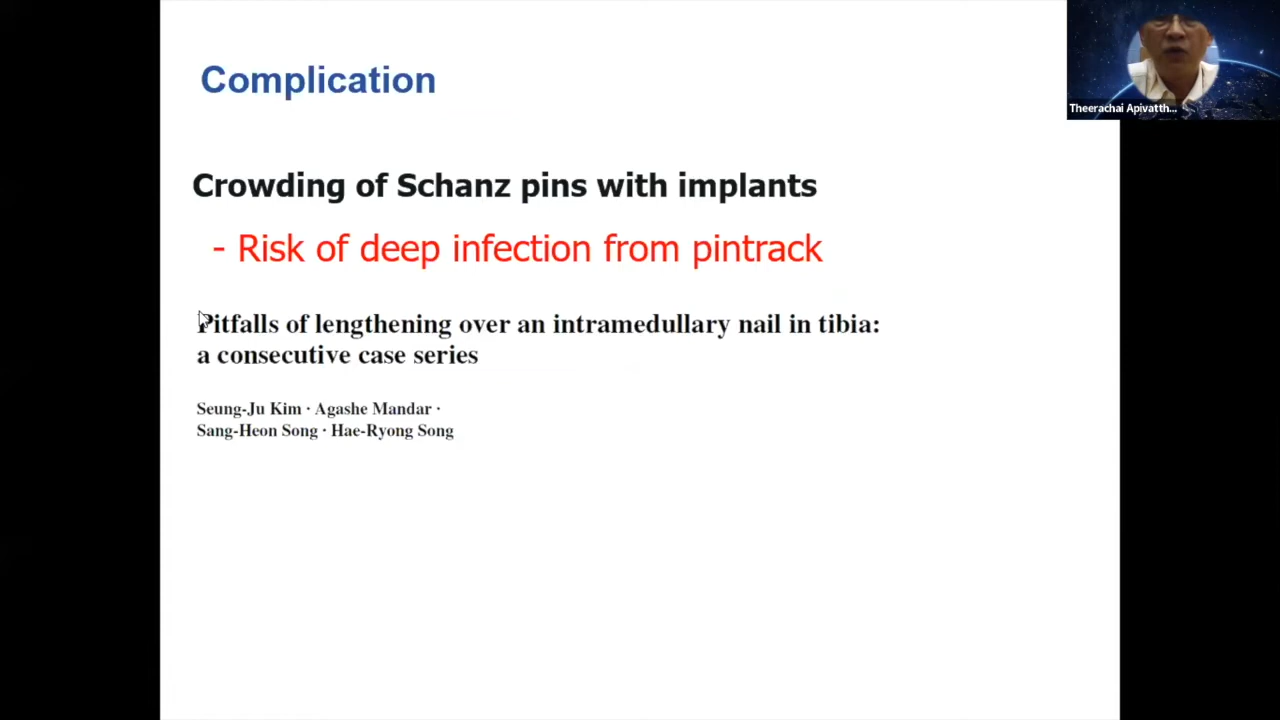 Complication
Theerachai Apivatth...
Crowding of Schanz pins with implants
- Risk of deep infection from pintrack
Pitfalls of lengthening over an intramedullary nail in tibia:
a consecutive case series
Seung-Ju Kim · Agashe Mandar ·
Sang-Heon Song · Hae-Ryong Song